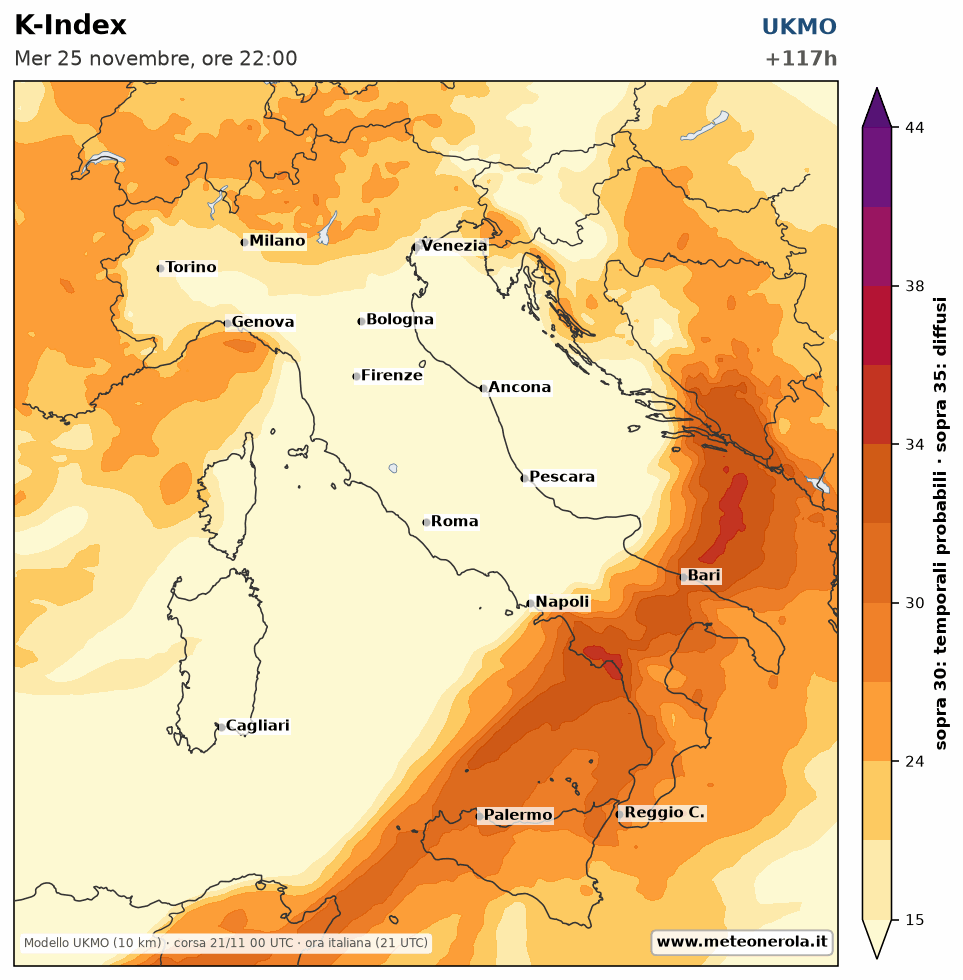 K-Index
UKMO
Mer 25 novembre, ore 22:00
+117h
Milano
Venezia
Torino
Genova
Bologna
Firenze
Ancona
Pescara
Roma
Bari
Napoli
Cagliari
Palermo
Reggio C.
44
38
34
30
24
15
sopra 30: temporali probabili · sopra 35: diffusi
Modello UKMO (10 km) · corsa 21/11 00 UTC · ora italiana (21 UTC)
www.meteonerola.it